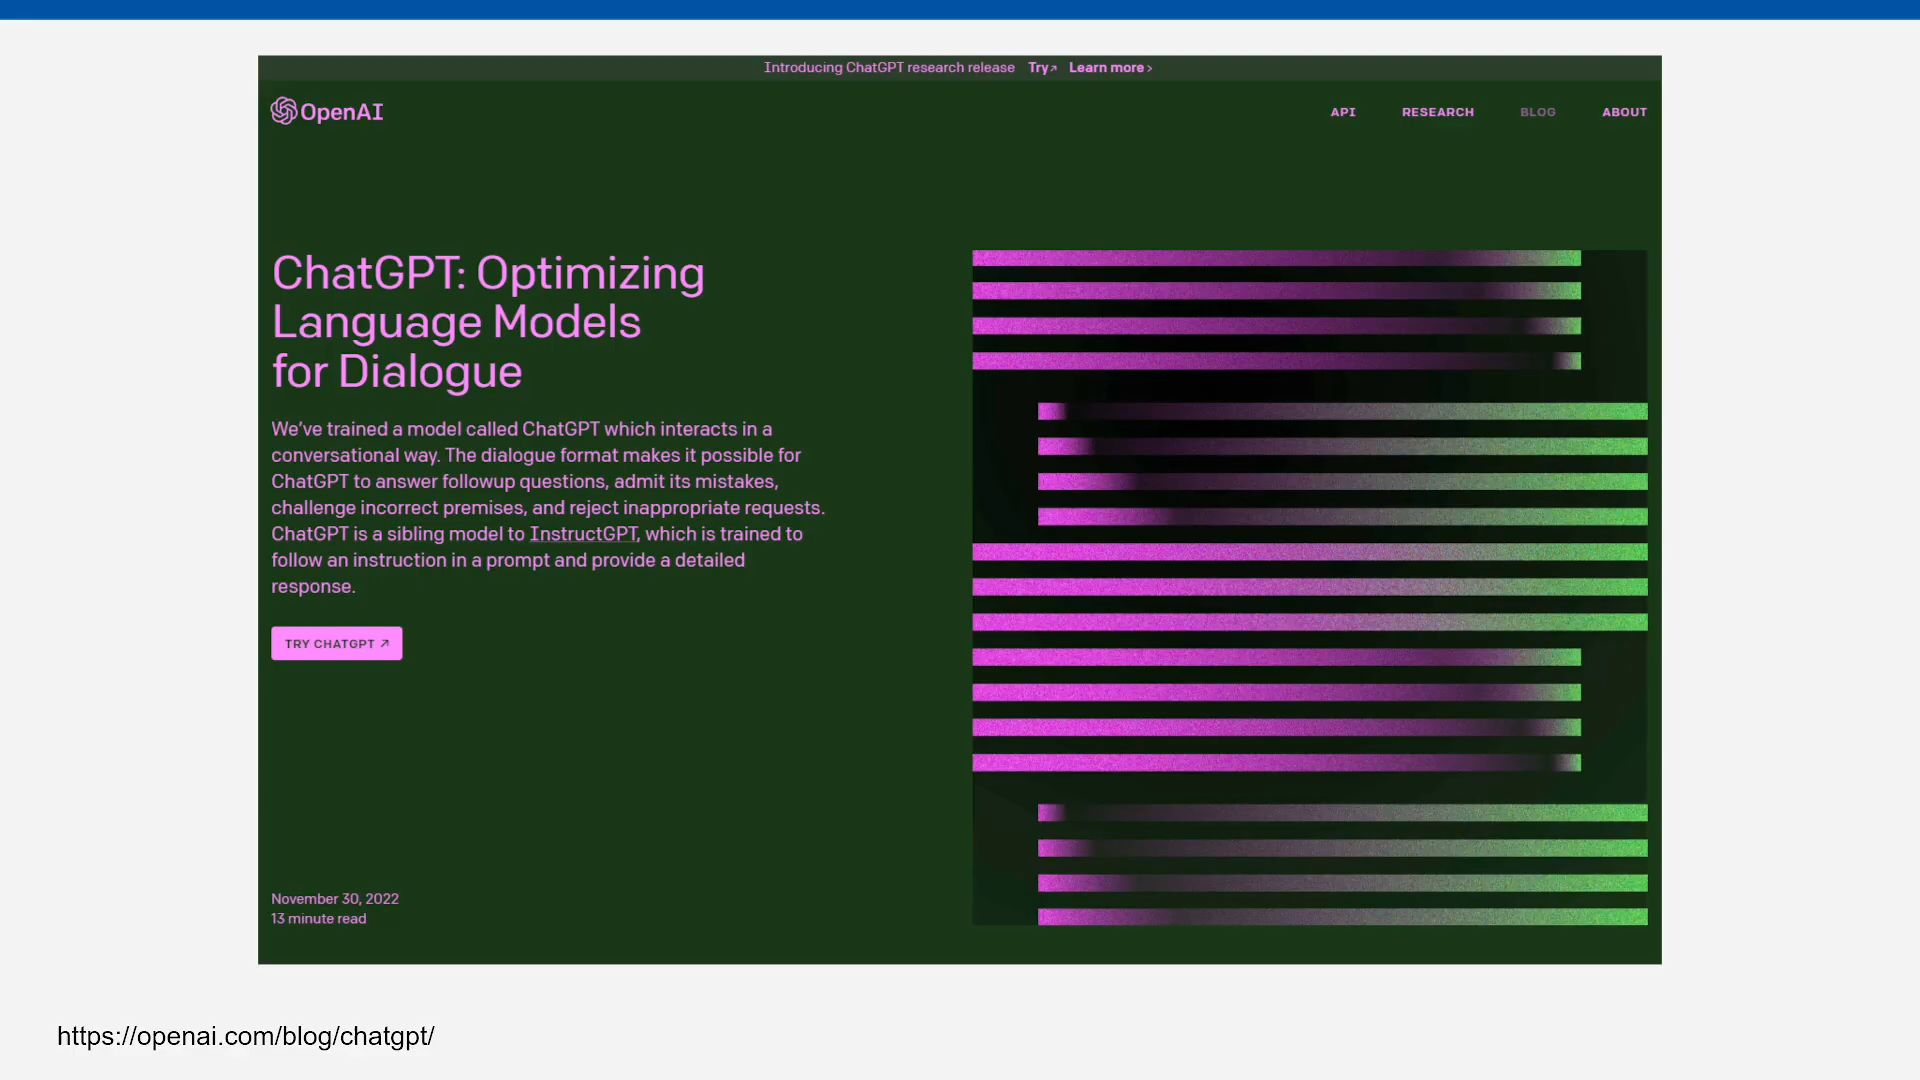 Introducing ChatGPT research release Try↗ Learn more ›
OpenAI
API RESEARCH BLOG ABOUT
ChatGPT: Optimizing
Language Models
for Dialogue
We’ve trained a model called ChatGPT which interacts in a
conversational way. The dialogue format makes it possible for
ChatGPT to answer followup questions, admit its mistakes,
challenge incorrect premises, and reject inappropriate requests.
ChatGPT is a sibling model to InstructGPT, which is trained to
follow an instruction in a prompt and provide a detailed
response.
TRY CHATGPT ↗
November 30, 2022
13 minute read
https://openai.com/blog/chatgpt/